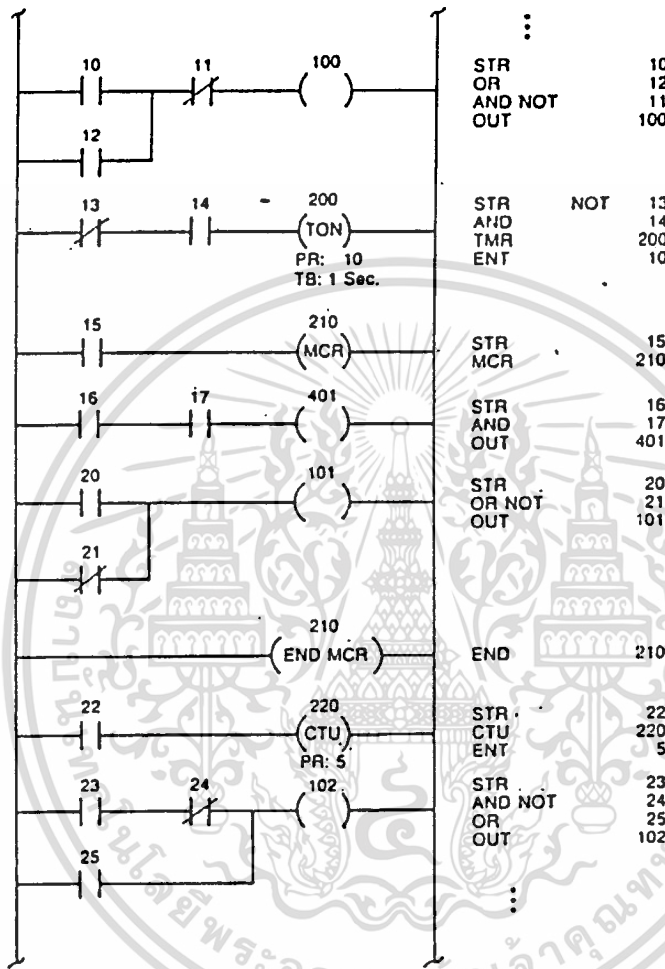 10 11 100
12
13 14 200
TON
PR: 10
TB: 1 Sec.
15 210
MCR
16 17 401
20 101
21
210
END MCR
22 220
CTU
PR: 5
23 24 102
25
STR 10
OR 12
AND NOT 11
OUT 100
STR NOT 13
AND 14
TMR 200
ENT 10
STR 15
MCR 210
STR 16
AND 17
OUT 401
STR 20
OR NOT 21
OUT 101
END 210
STR 22
CTU 220
ENT 5
STR 23
AND NOT 24
OR 25
OUT 102